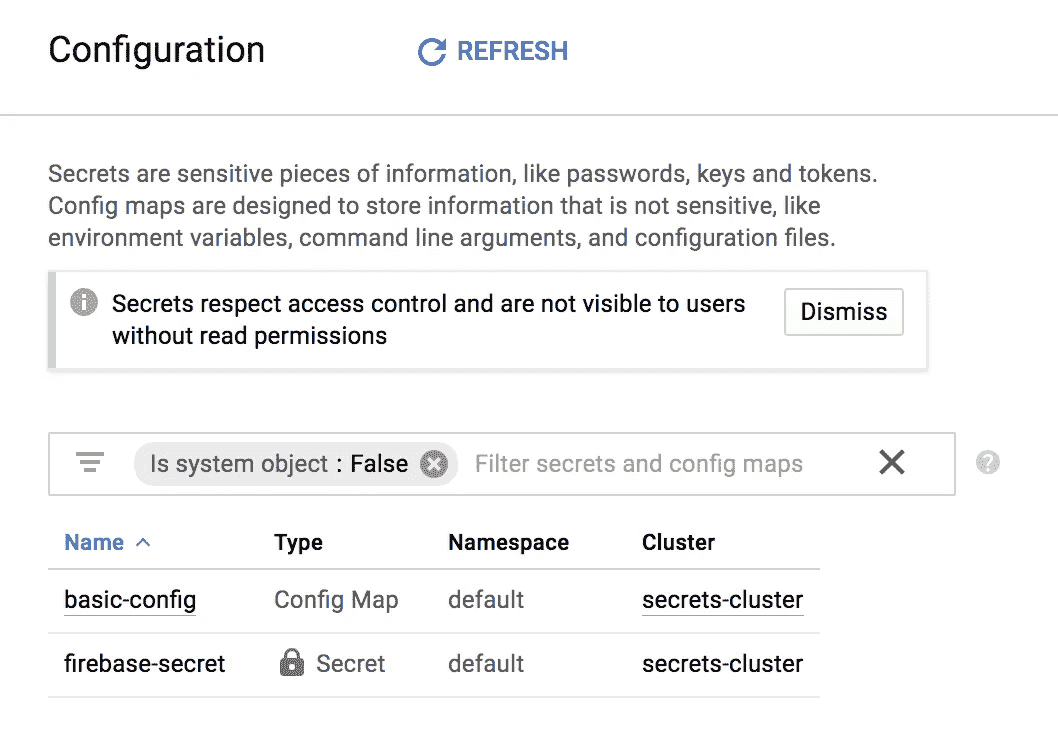 Configuration
REFRESH
Secrets are sensitive pieces of information, like passwords, keys and tokens.
Config maps are designed to store information that is not sensitive, like
environment variables, command line arguments, and configuration files.
Secrets respect access control and are not visible to users
without read permissions
Dismiss
Is system object : False
Filter secrets and config maps
Name Type Namespace Cluster
basic-config Config Map default secrets-cluster
firebase-secret Secret default secrets-cluster